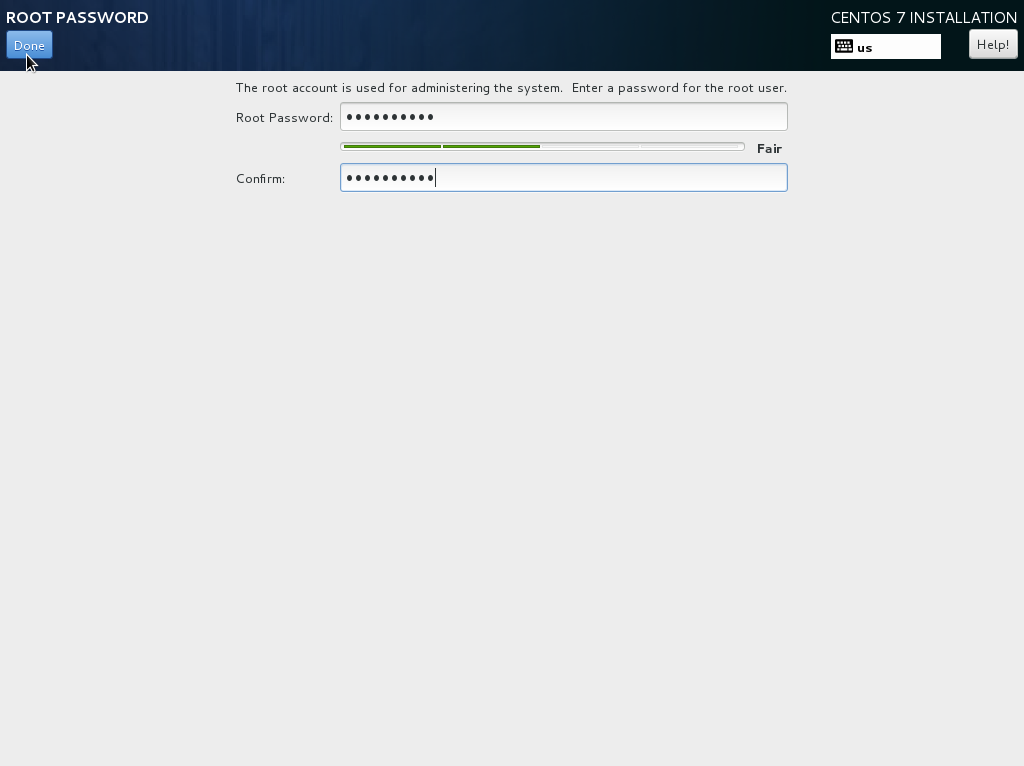 ROOT PASSWORD
CENTOS 7 INSTALLATION
Done
us
Help!
The root account is used for administering the system.  Enter a password for the root user.
Root Password: ●●●●●●●●●●
Fair
Confirm: ●●●●●●●●●●